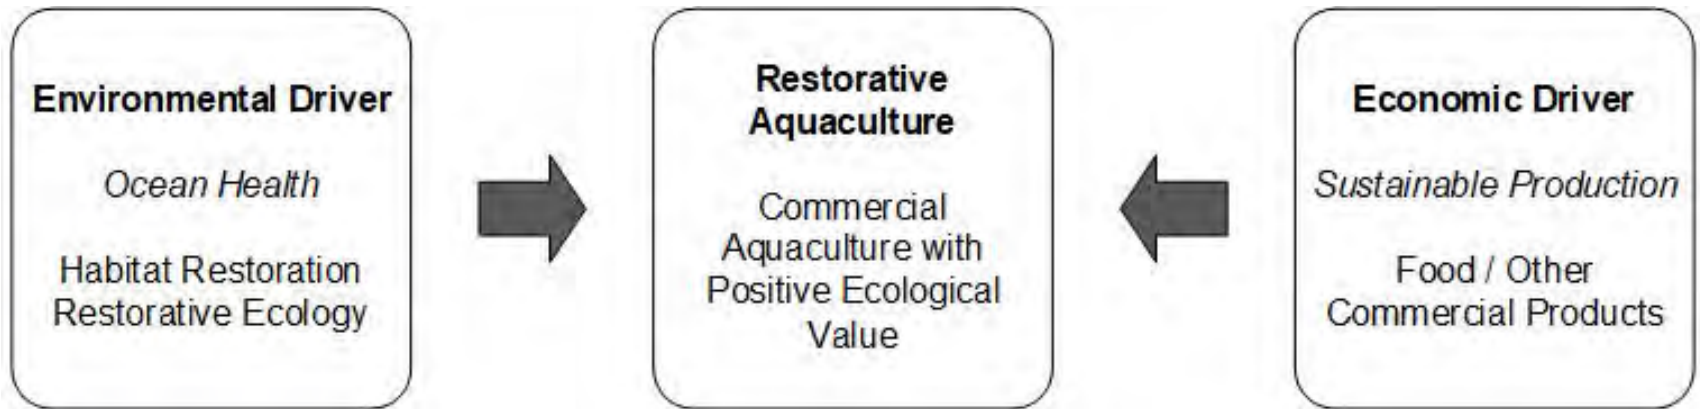 Environmental Driver
Ocean Health
Habitat Restoration
Restorative Ecology
Restorative
Aquaculture
Commercial
Aquaculture with
Positive Ecological
Value
Economic Driver
Sustainable Production
Food / Other
Commercial Products